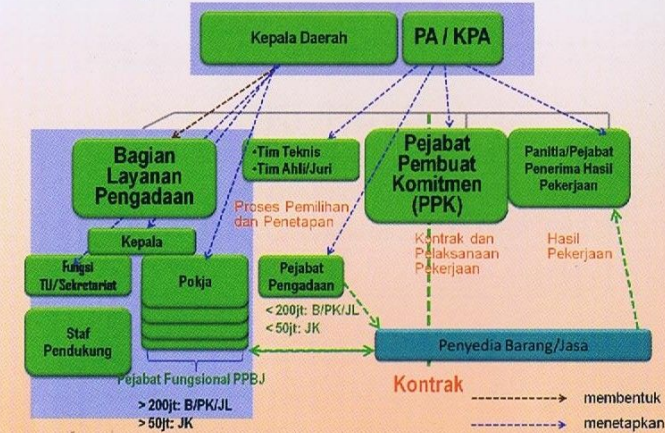 Kepala Daerah
PA / KPA
Bagian
Layanan
Pengadaan
•Tim Teknis
•Tim Ahli/Juri
Pejabat
Pembuat
Komitmen
(PPK)
Panitia/Pejabat
Penerima Hasil
Pekerjaan
Proses Pemilihan
dan Penetapan
Kepala
Kontrak dan
Pelaksanaan
Pekerjaan
Hasil
Pekerjaan
Fungsi
TU/Sekretariat
Pokja
Pejabat
Pengadaan
<200jt: B/PK/JL
<50jt: JK
Staf
Pendukung
Penyedia Barang/Jasa
Pejabat Fungsional PPBJ
Kontrak
>200jt: B/PK/JL
>50jt: JK
membentuk
menetapkan